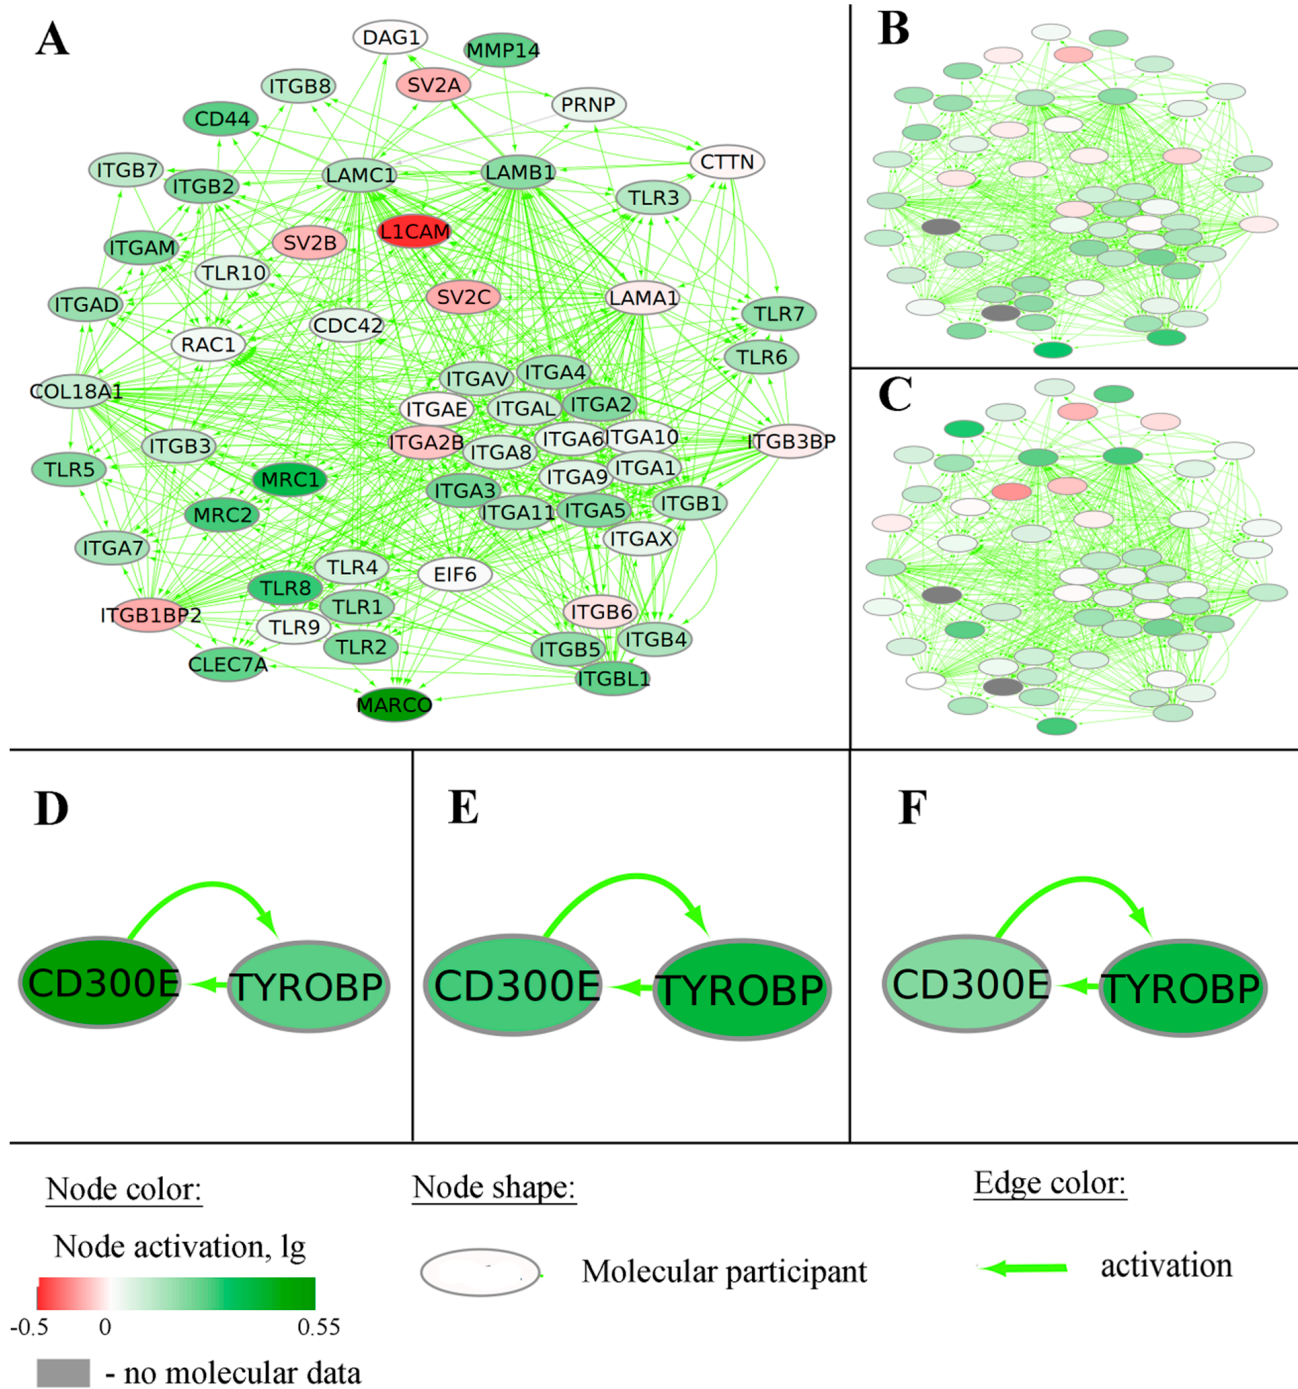 A
DAG1
MMP14
SV2A
ITGB8
PRNP
CD44
CTTN
ITGB7
ITGB2
LAMC1
LAMB1
TLR3
L1CAM
SV2B
ITGAM
TLR10
SV2C
LAMA1
ITGAD
CDC42
TLR7
RAC1
TLR6
ITGAV
ITGA4
COL18A1
ITGAE
ITGAL
ITGA2
ITGB3
ITGA2B
ITGA6
ITGA10
ITGB3BP
ITGA8
TLR5
MRC1
ITGA9
ITGA1
ITGA3
MRC2
ITGA11
ITGA5
ITGB1
ITGA7
ITGAX
TLR4
EIF6
TLR8
TLR1
ITGB1BP2
TLR9
ITGB6
TLR2
ITGB5
ITGB4
CLEC7A
ITGBL1
MARCO
B
C
D
CD300E
TYROBP
E
CD300E
TYROBP
F
CD300E
TYROBP
Node color:
Node activation, lg
-0.5 0 0.55
- no molecular data
Node shape:
Molecular participant
Edge color:
activation